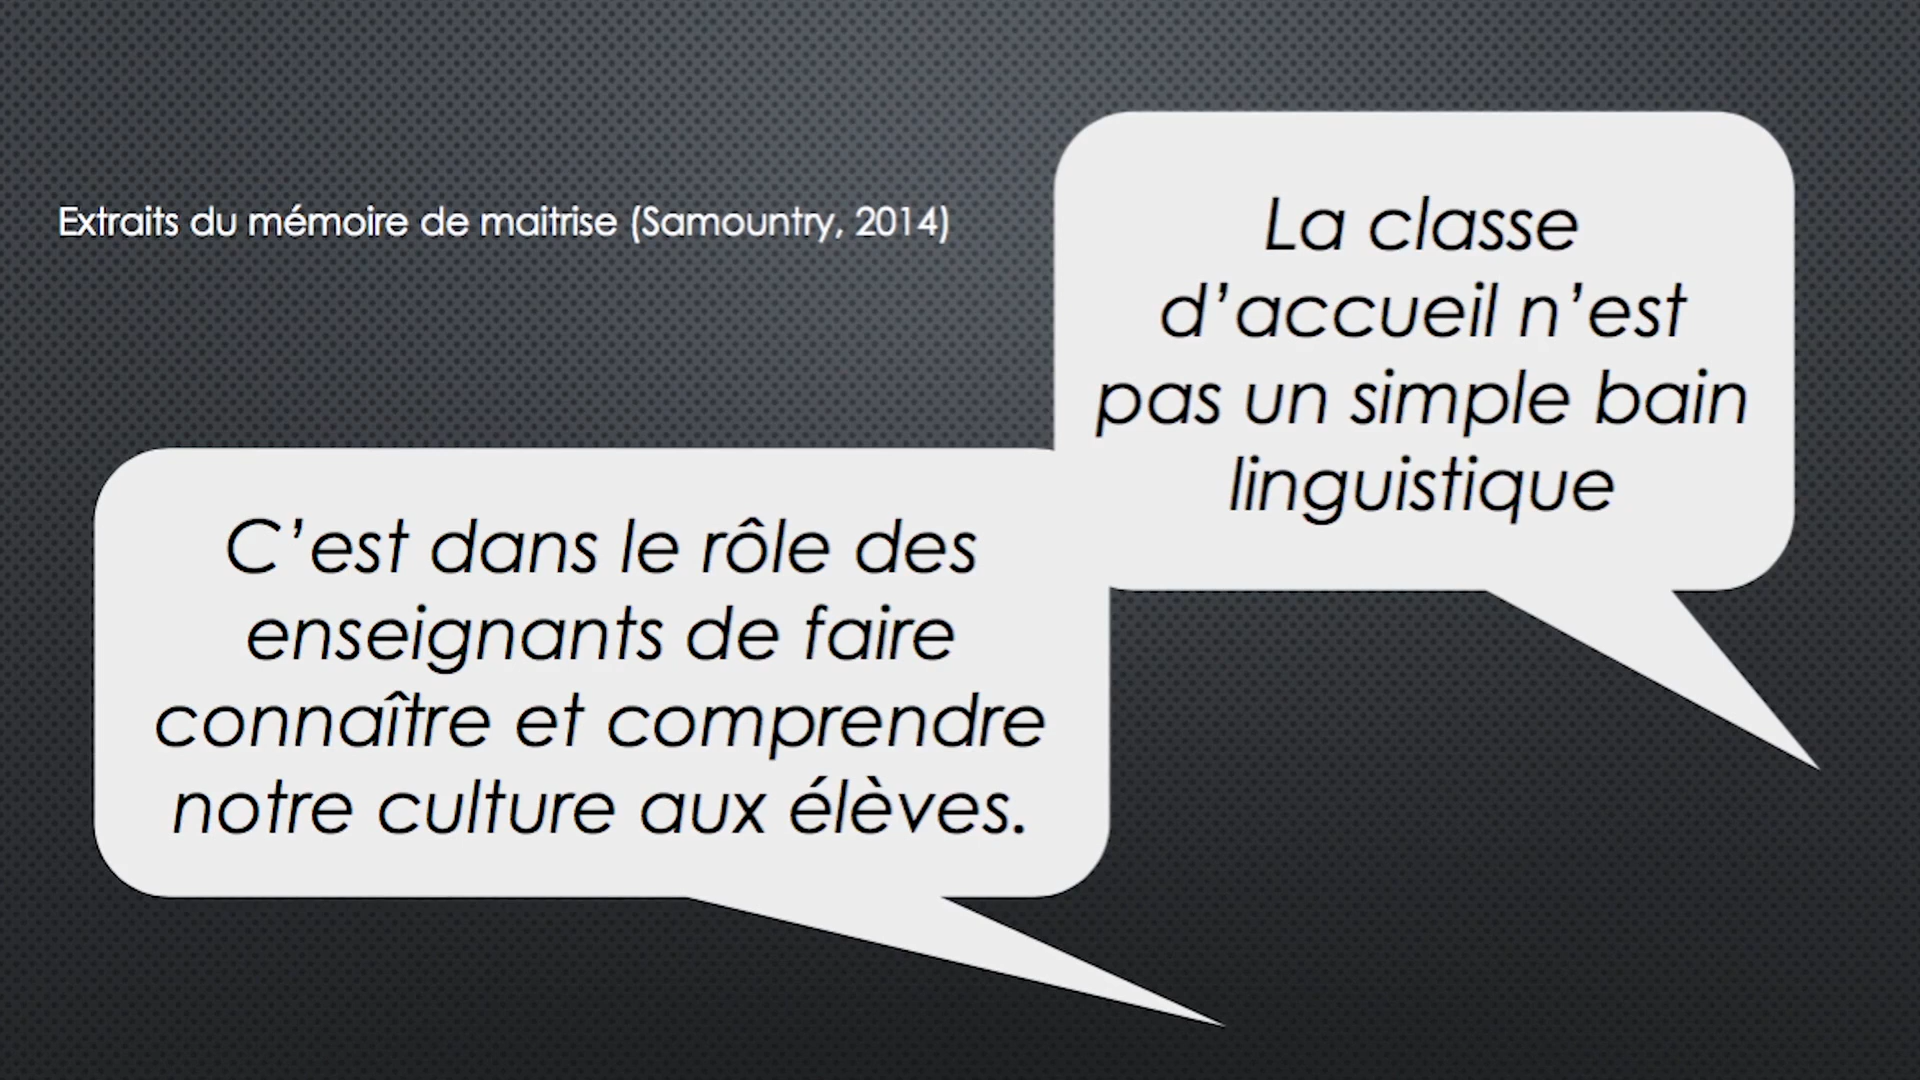 Extraits du mémoire de maitrise (Samountry, 2014)
La classe
d’accueil n’est
pas un simple bain
linguistique
C’est dans le rôle des
enseignants de faire
connaître et comprendre
notre culture aux élèves.